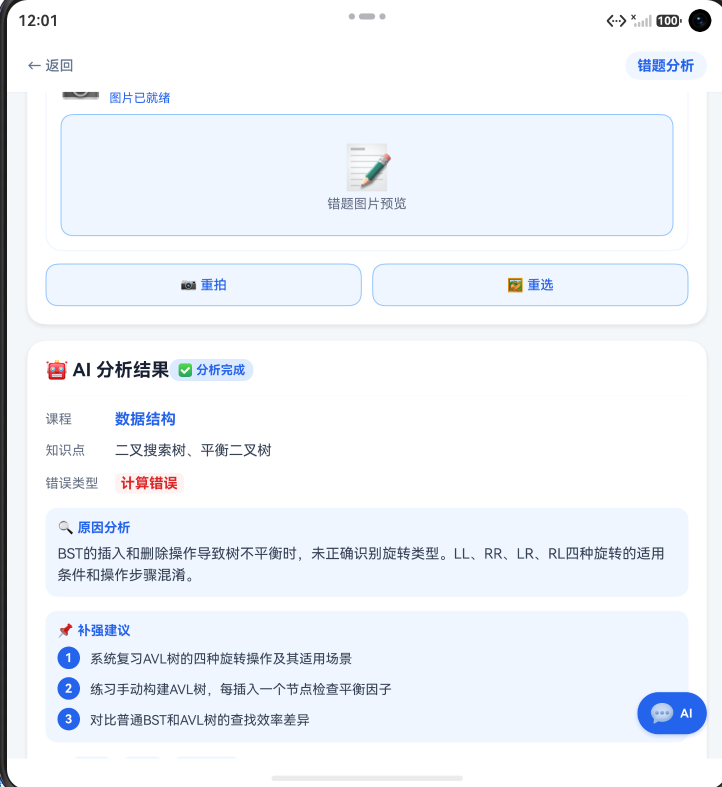 12:01
100
← 返回
错题分析
图片已就绪
错题图片预览
重拍
重选
AI 分析结果
分析完成
课程
数据结构
知识点
二叉搜索树、平衡二叉树
错误类型
计算错误
原因分析
BST的插入和删除操作导致树不平衡时，未正确识别旋转类型。LL、RR、LR、RL四种旋转的适用
条件和操作步骤混淆。
补强建议
1 系统复习AVL树的四种旋转操作及其适用场景
2 练习手动构建AVL树，每插入一个节点检查平衡因子
3 对比普通BST和AVL树的查找效率差异
AI